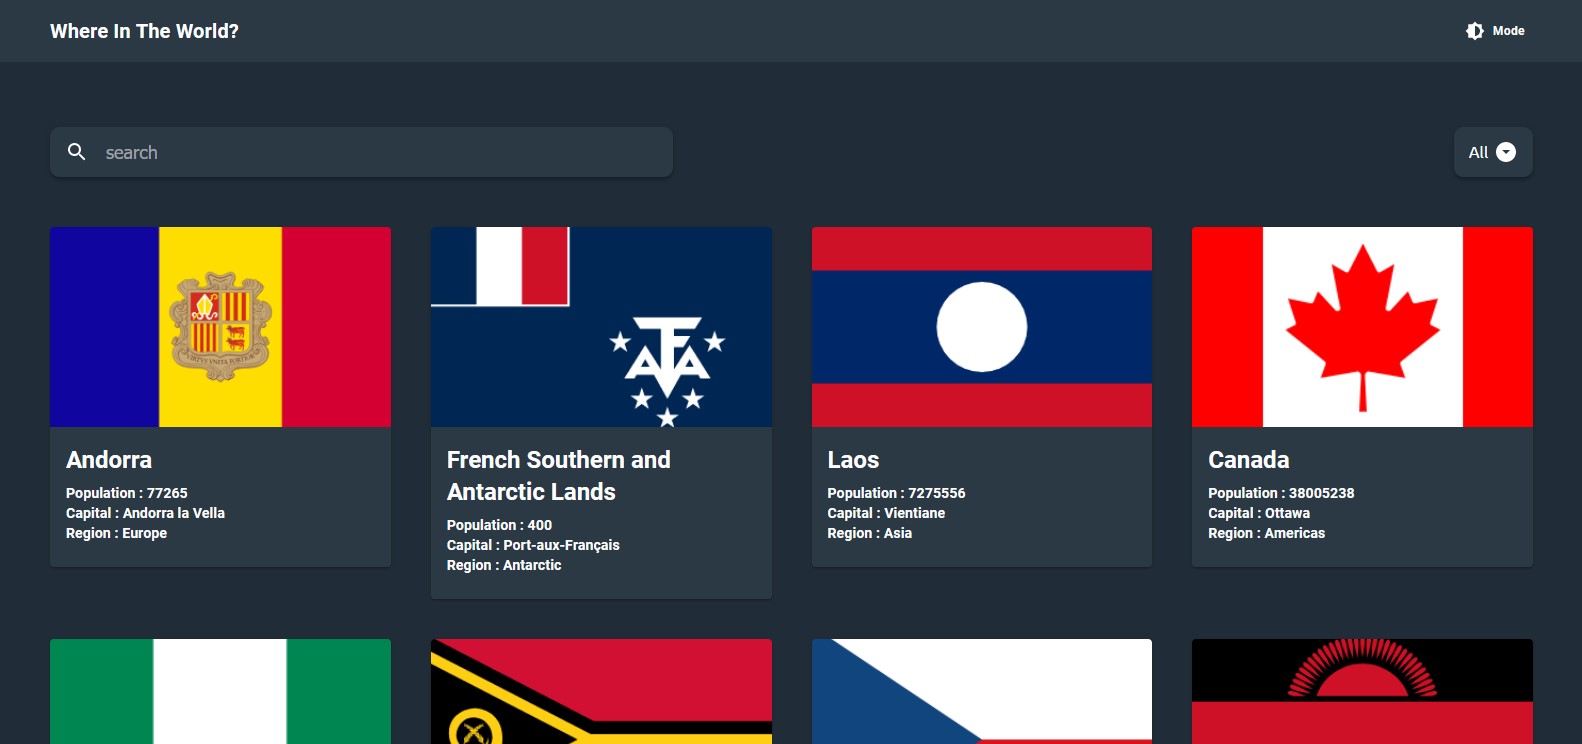 Where In The World?
Mode
search
All
Andorra
Population : 77265
Capital : Andorra la Vella
Region : Europe
French Southern and
Antarctic Lands
Population : 400
Capital : Port-aux-Français
Region : Antarctic
Laos
Population : 7275556
Capital : Vientiane
Region : Asia
Canada
Population : 38005238
Capital : Ottawa
Region : Americas